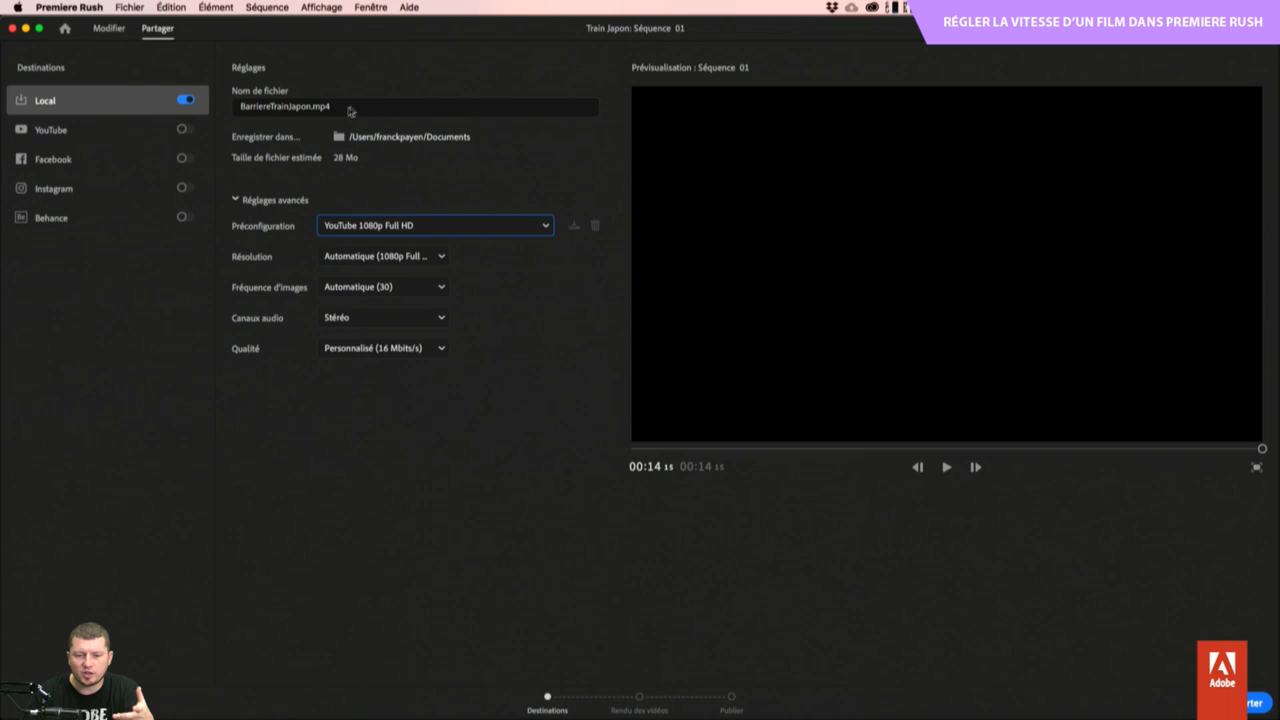 Premiere Rush Fichier Édition Élément Séquence Affichage Fenêtre Aide
RÉGLER LA VITESSE D'UN FILM DANS PREMIERE RUSH
Modifier Partager
Train Japon: Séquence 01
Destinations
Local
YouTube
Facebook
Instagram
Be Behance
Réglages
Nom de fichier
BarriereTrainJapon.mp4
Enregistrer dans... /Users/franckpayen/Documents
Taille de fichier estimée 28 Mo
Réglages avancés
Préconfiguration YouTube 1080p Full HD
Résolution Automatique (1080p Full ...
Fréquence d'images Automatique (30)
Canaux audio Stéréo
Qualité Personnalisé (16 Mbits/s)
Prévisualisation : Séquence 01
00:14 15 00:14 15
Destinations Rendu des vidéos Publier
Adobe